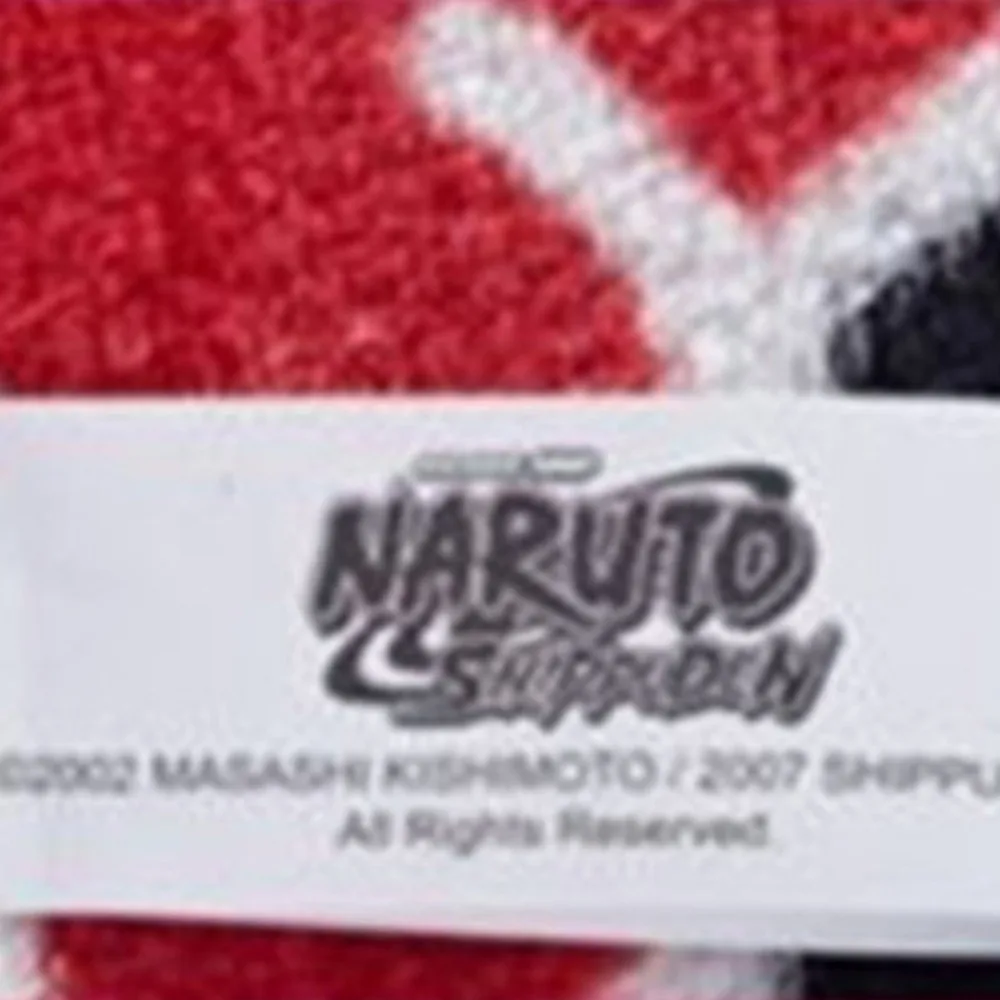 NARUTO
SHIPPUDEN
©2002 MASASHI KISHIMOTO / 2007 SHIPPU
All Rights Reserved.